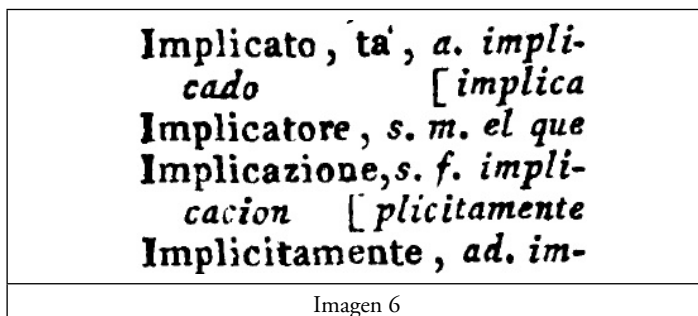 Implicato, ta, a. impli-
cado [implica
Implicatore, s. m. el que
Implicazione, s. f. impli-
cacion [plicitamente
Implicitamente, ad. im-
Imagen 6